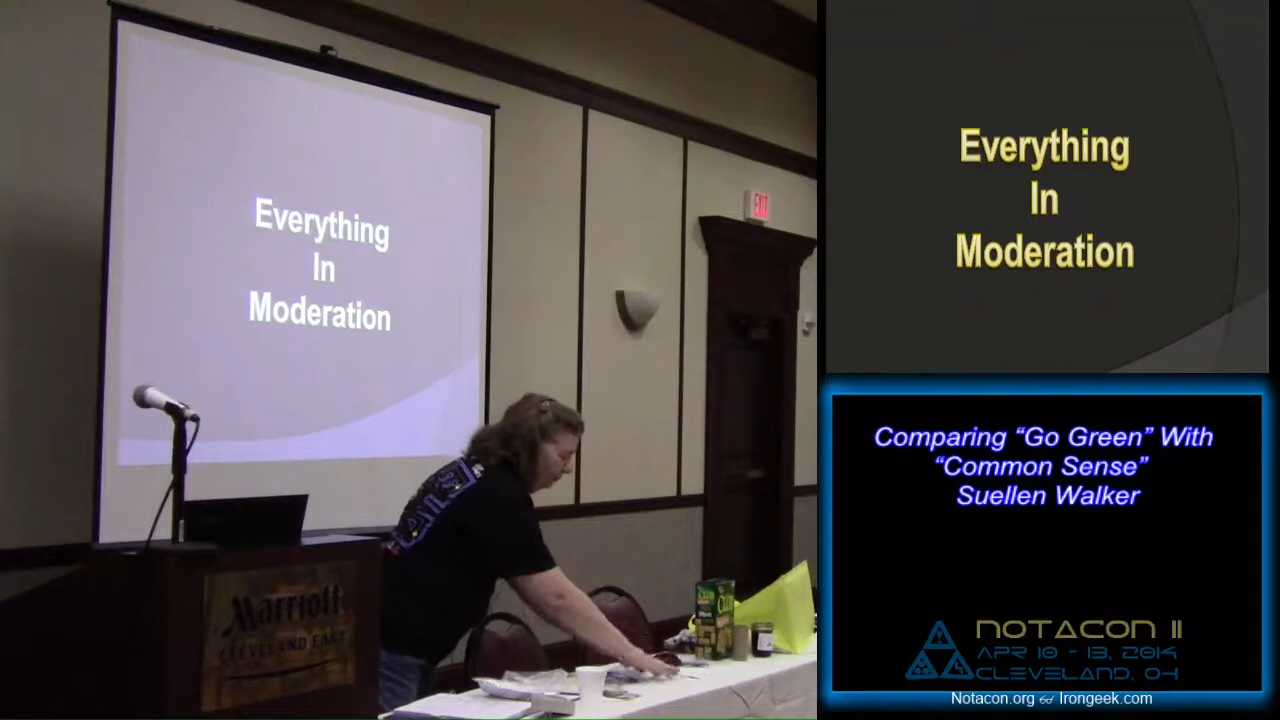 Everything
In
Moderation
EXIT
Marriott
CLEVELAND EAST
CLUB
Everything
In
Moderation
Comparing “Go Green” With
“Common Sense”
Suellen Walker
NOTACON 11
APR 10 - 13, 2014
CLEVELAND, OH
Notacon.org Irongeek.com